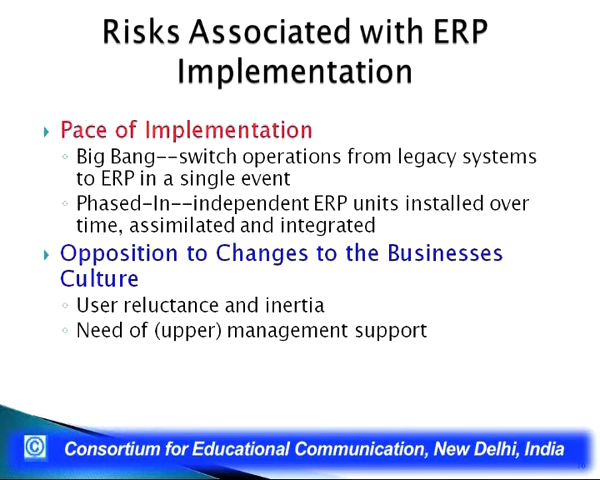 Risks Associated with ERP
Implementation
Pace of Implementation
Big Bang--switch operations from legacy systems
to ERP in a single event
Phased-In--independent ERP units installed over
time, assimilated and integrated
Opposition to Changes to the Businesses
Culture
User reluctance and inertia
Need of (upper) management support
© Consortium for Educational Communication, New Delhi, India